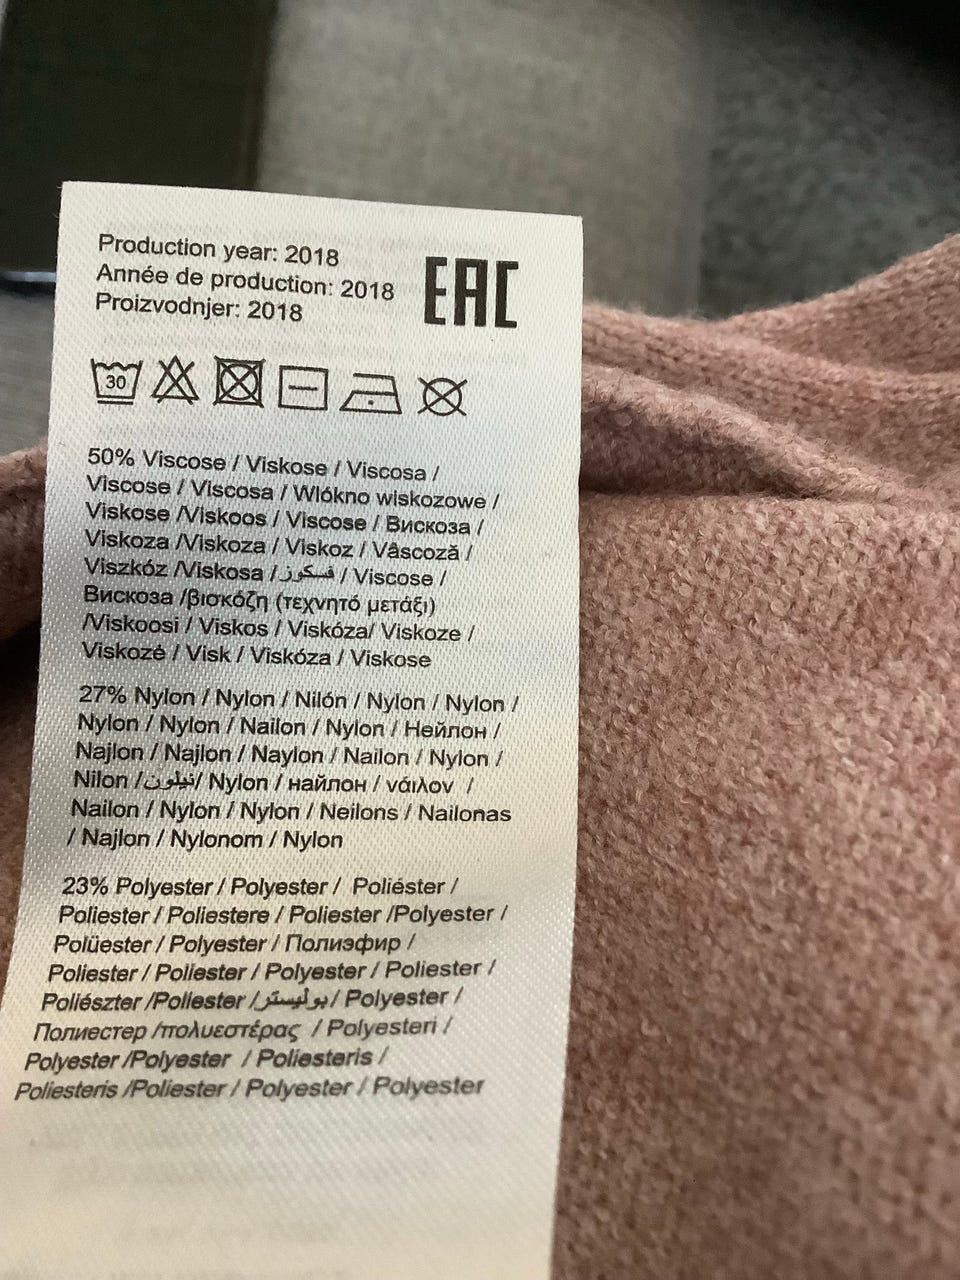 Production year: 2018
Année de production: 2018
Proizvodnjer: 2018
EAC
30
50% Viscose / Viskose / Viscosa /
Viscose / Viscosa / Wlókno wiskozowe /
Viskose /Viskoos / Viscose / Вискоза /
Viskoza /Viskoza / Viskoz / Vâscoză /
Viszkóz /Viskosa / فسكوز / Viscose /
Вискоза /βισκόζη (τεχνητό μετάξι)
/Viskoosi / Viskos / Viskóza/ Viskoze /
Viskozė / Visk / Viskóza / Viskose
27% Nylon / Nylon / Nilón / Nylon / Nylon /
Nylon / Nylon / Nailon / Nylon / Нейлон /
Najlon / Najlon / Naylon / Nailon / Nylon /
Nilon /نيلون/ Nylon / найлон / νάιλον /
Nailon / Nylon / Nylon / Neilons / Nailonas
/ Najlon / Nylonom / Nylon
23% Polyester / Polyester / Poliéster /
Poliester / Poliestere / Poliester /Polyester /
Polüester / Polyester / Полиэфир /
Poliester / Poliester / Polyester / Poliester /
Poliészter /Poliester /بوليستر/ Polyester /
Полиестер /πολυεστέρας / Polyesteri /
Polyester /Polyester / Poliesteris /
Poliesteris /Poliester / Polyester / Polyester